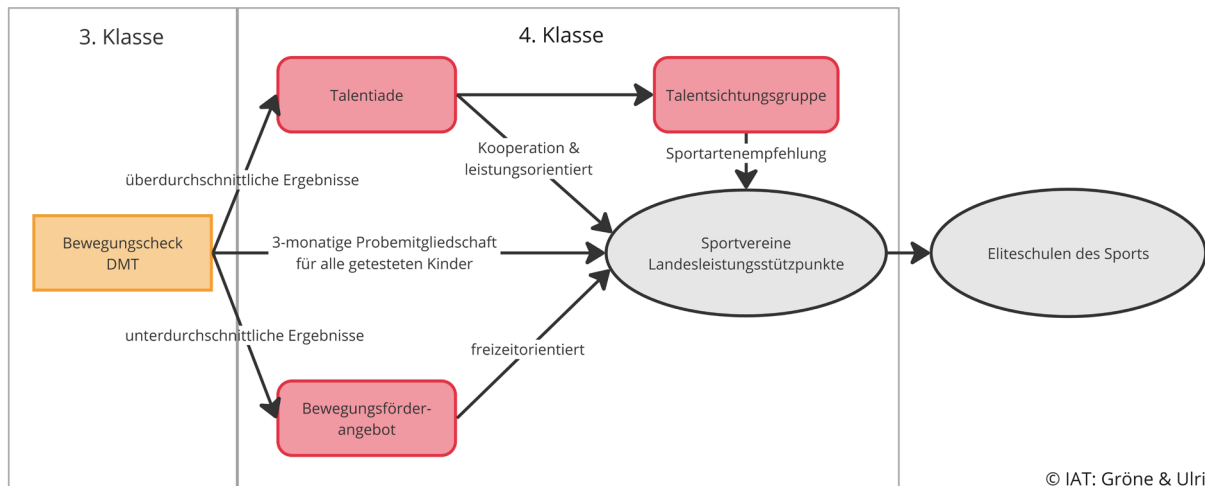 3. Klasse
4. Klasse
Talentiade
Talentsichtungsgruppe
Kooperation &
leistungsorientiert
Sportartenempfehlung
überdurchschnittliche Ergebnisse
Bewegungscheck
DMT
3-monatige Probemitgliedschaft
für alle getesteten Kinder
Sportvereine
Landesleistungsstützpunkte
Eliteschulen des Sports
unterdurchschnittliche Ergebnisse
freizeitorientiert
Bewegungsförder-
angebot
© IAT: Gröne & Ulri